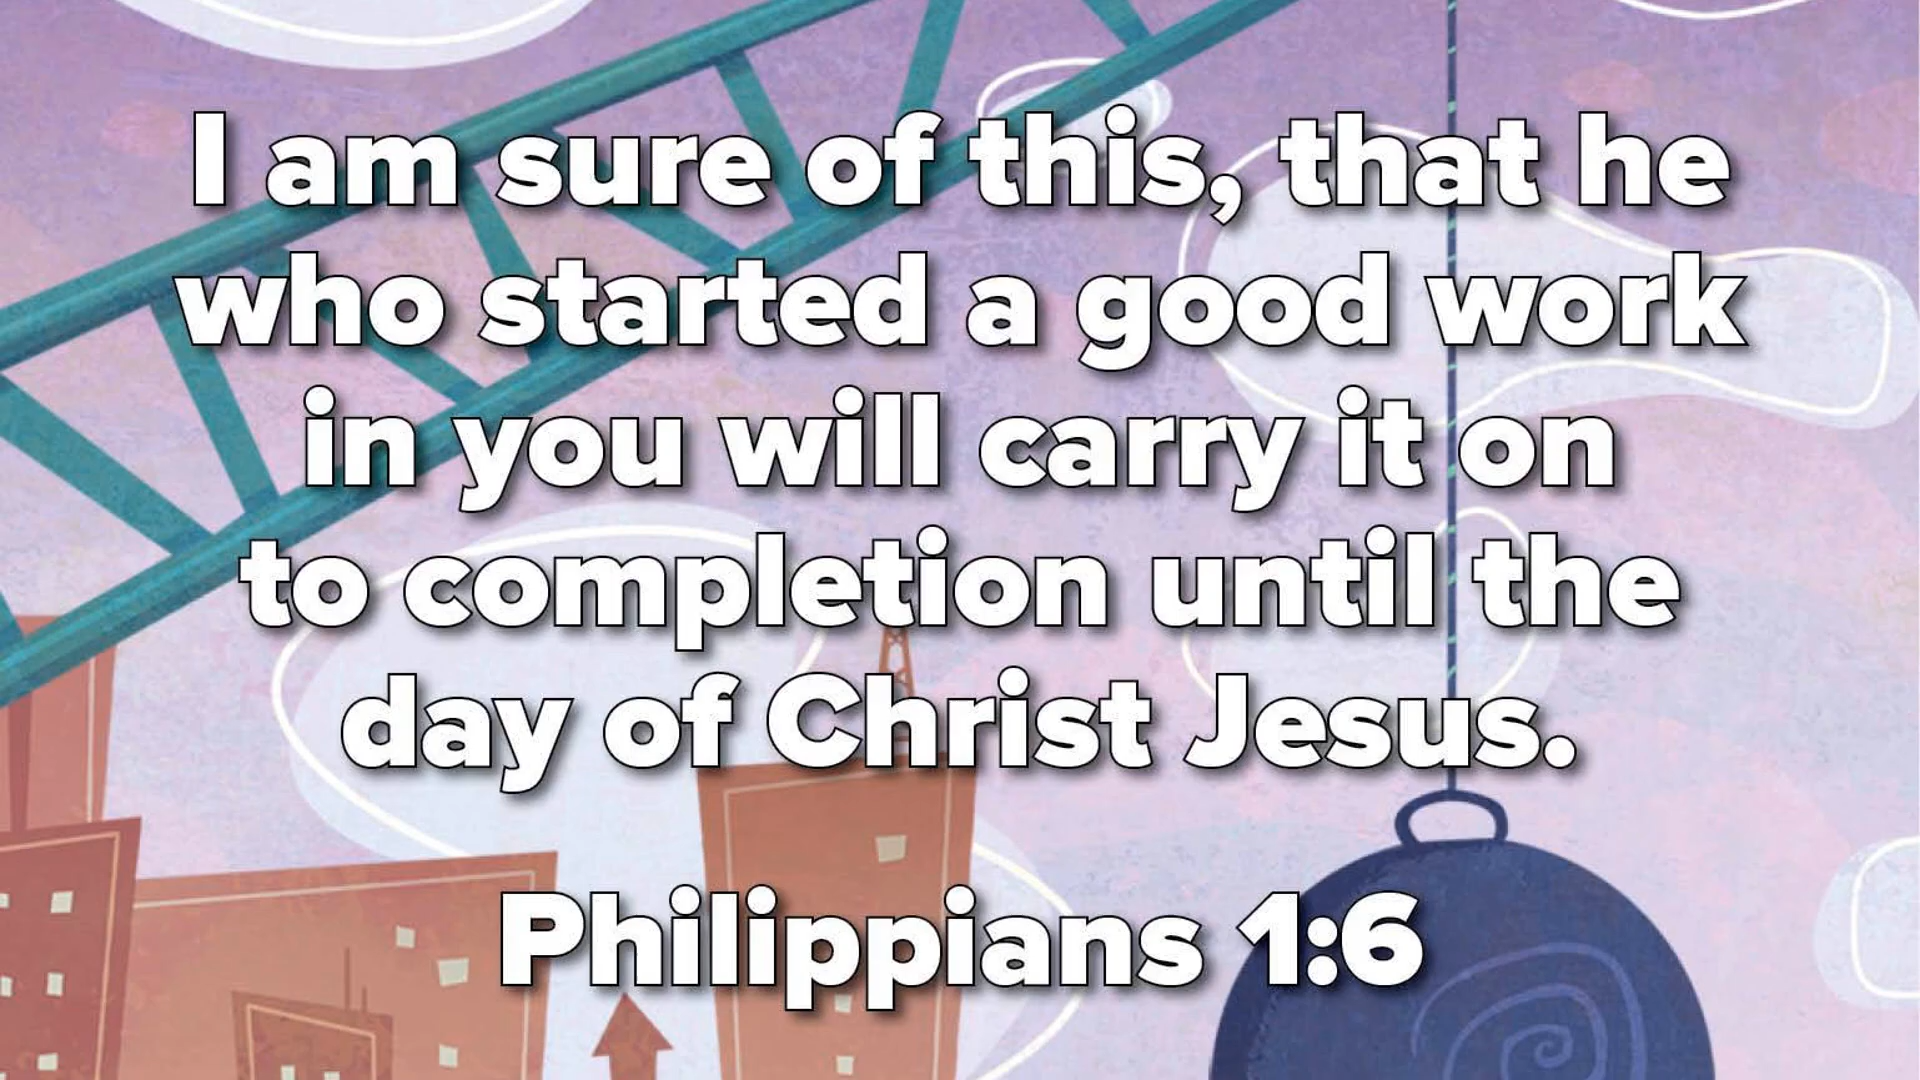 I am sure of this, that he
who started a good work
in you will carry it on
to completion until the
day of Christ Jesus.
Philippians 1:6